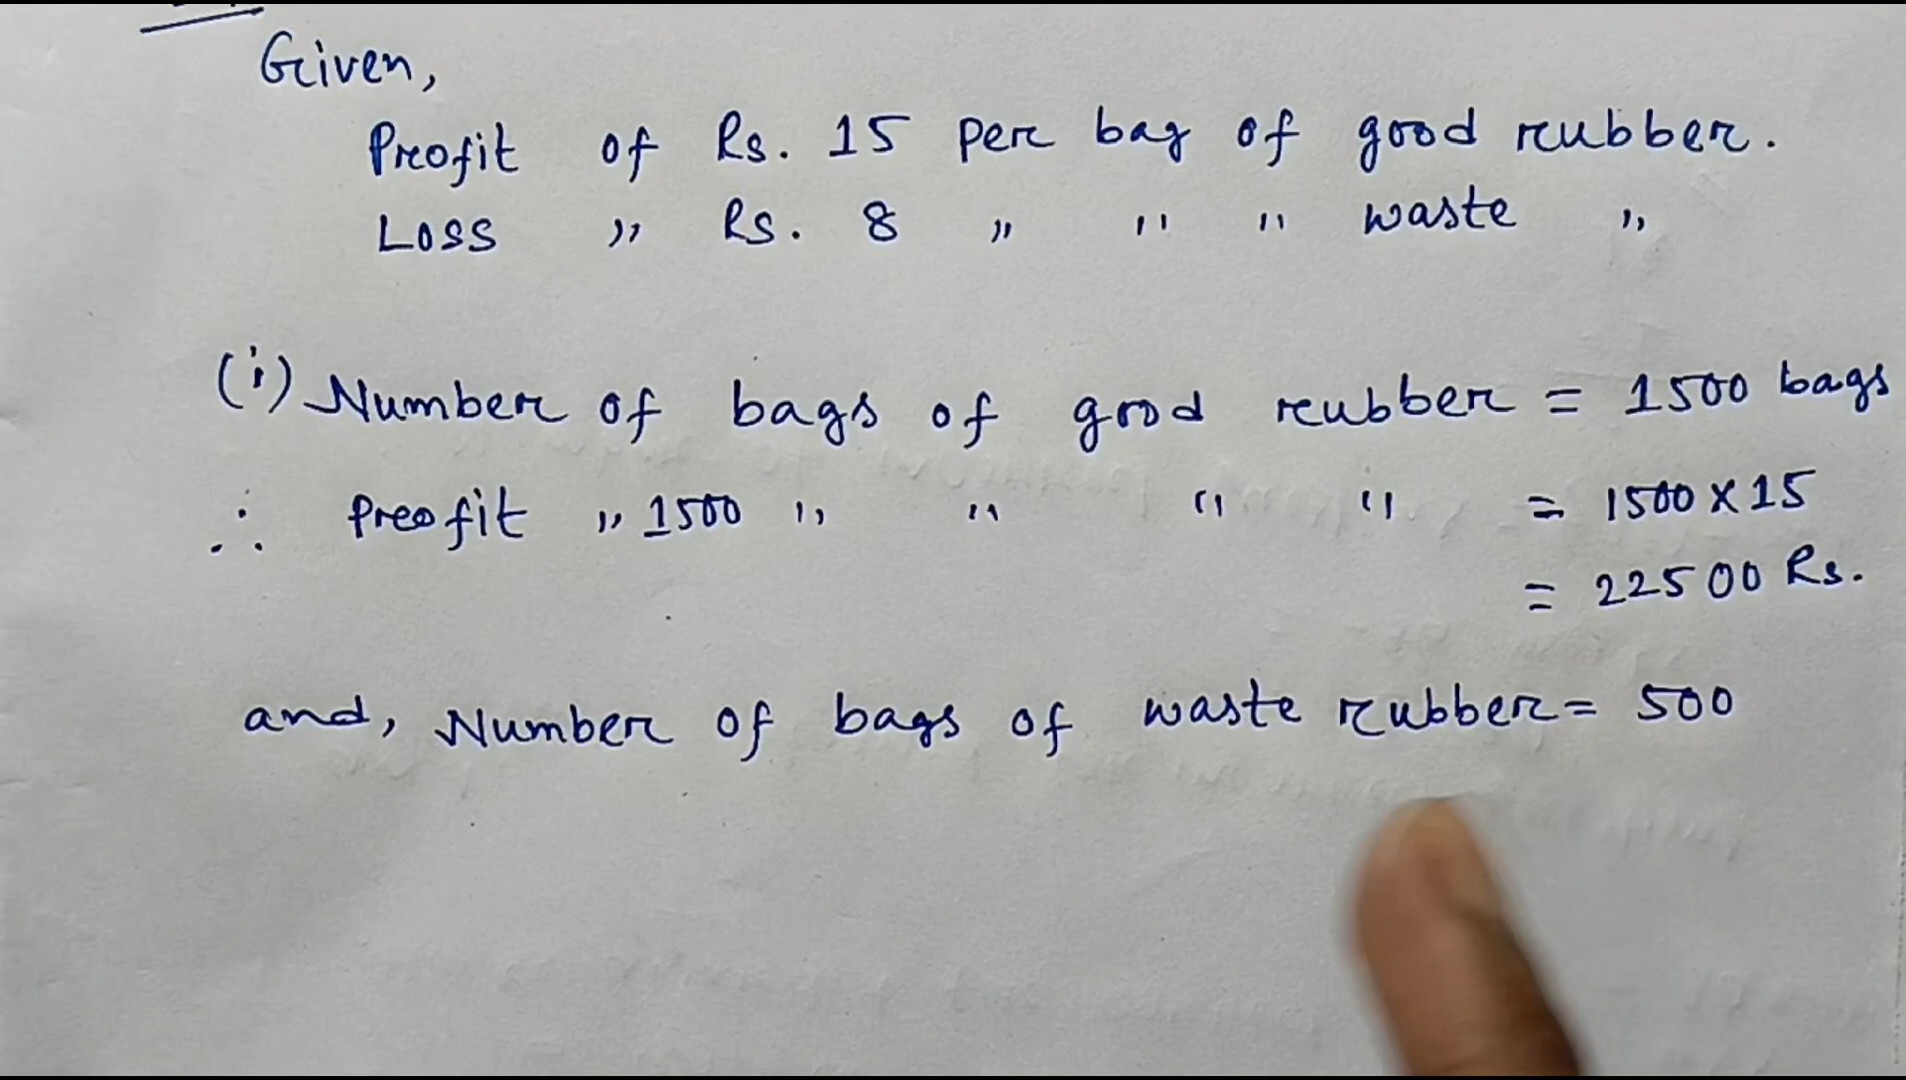 Given,
Profit of Rs. 15 per bag of good rubber.
Loss ,, Rs. 8 ,, ,, ,, waste ,,
(i) Number of bags of good rubber = 1500 bags
∴ Profit ,, 1500 ,, ,, ,, ,, = 1500 x 15
= 22500 Rs.
and, Number of bags of waste rubber = 500